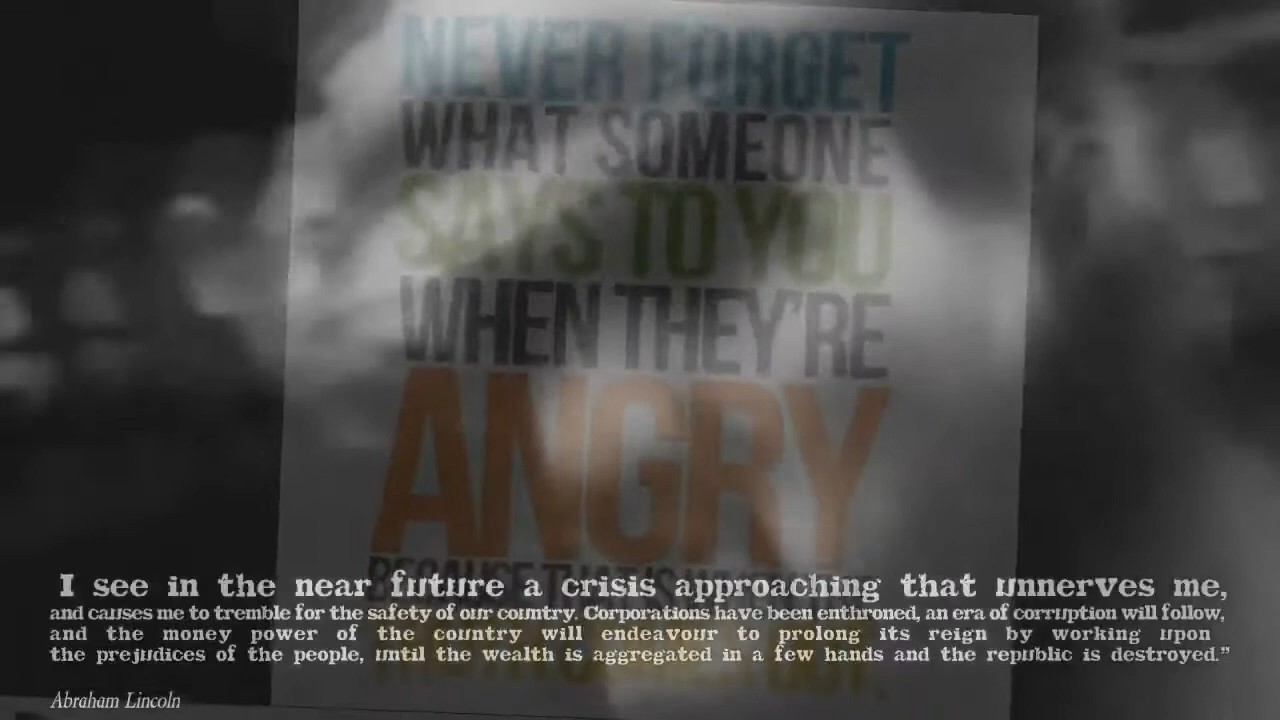 NEVER FORGET
WHAT SOMEONE
SAYS TO YOU
WHEN THEY'RE
ANGRY
BECAUSE THAT'S
I see in the near future a crisis approaching that unnerves me,
and causes me to tremble for the safety of our country. Corporations have been enthroned, an era of corruption will follow,
and the money power of the country will endeavour to prolong its reign by working upon
the prejudices of the people, until the wealth is aggregated in a few hands and the republic is destroyed.”
Abraham Lincoln